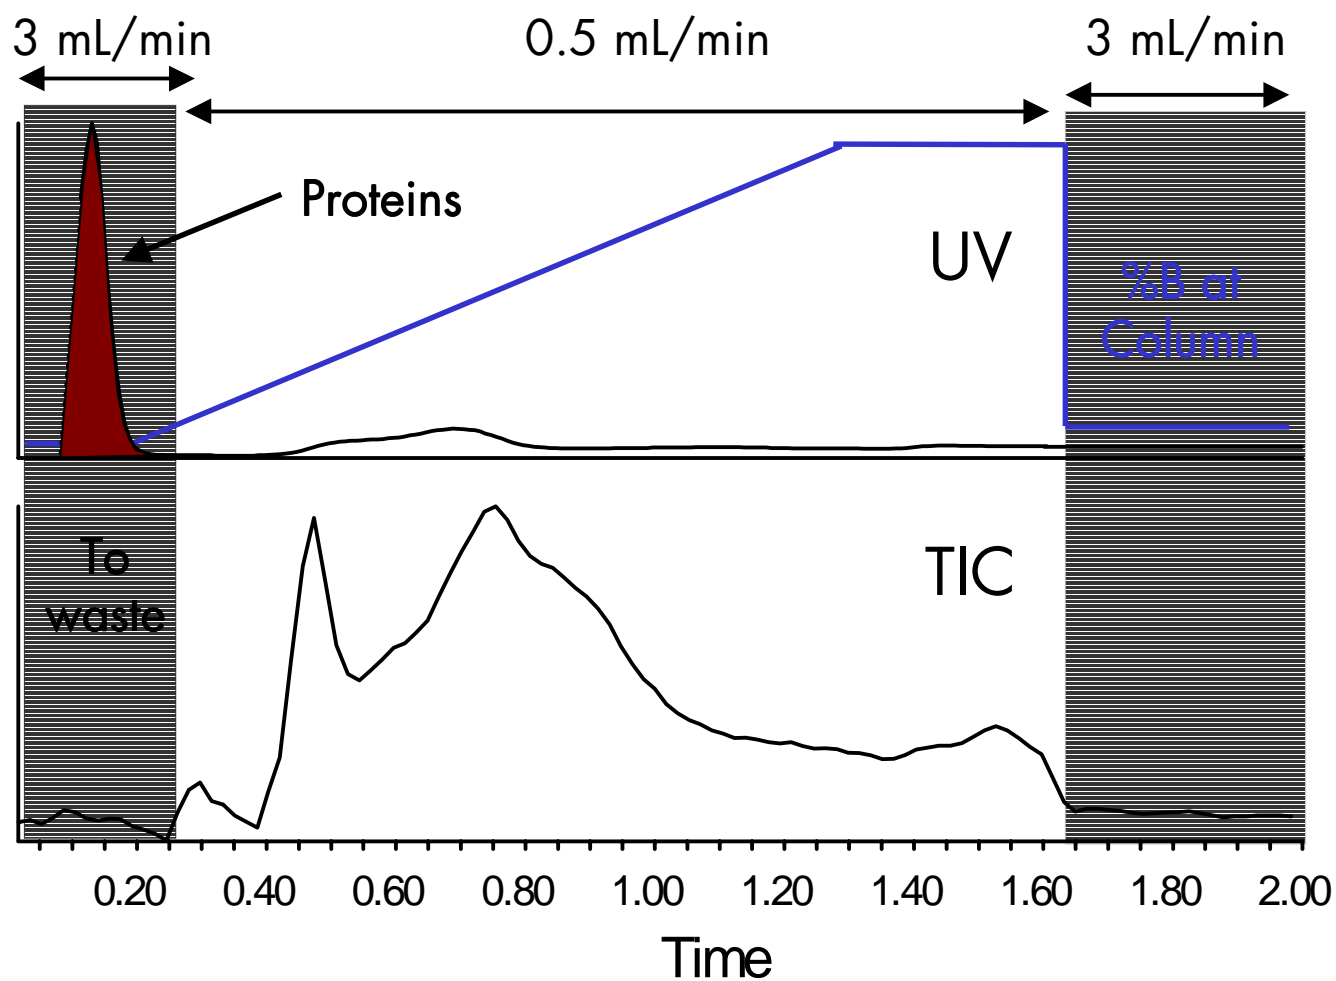 3 mL/min
0.5 mL/min
3 mL/min
Proteins
UV
%B at
Column
To
waste
TIC
0.20 0.40 0.60 0.80 1.00 1.20 1.40 1.60 1.80 2.00
Time